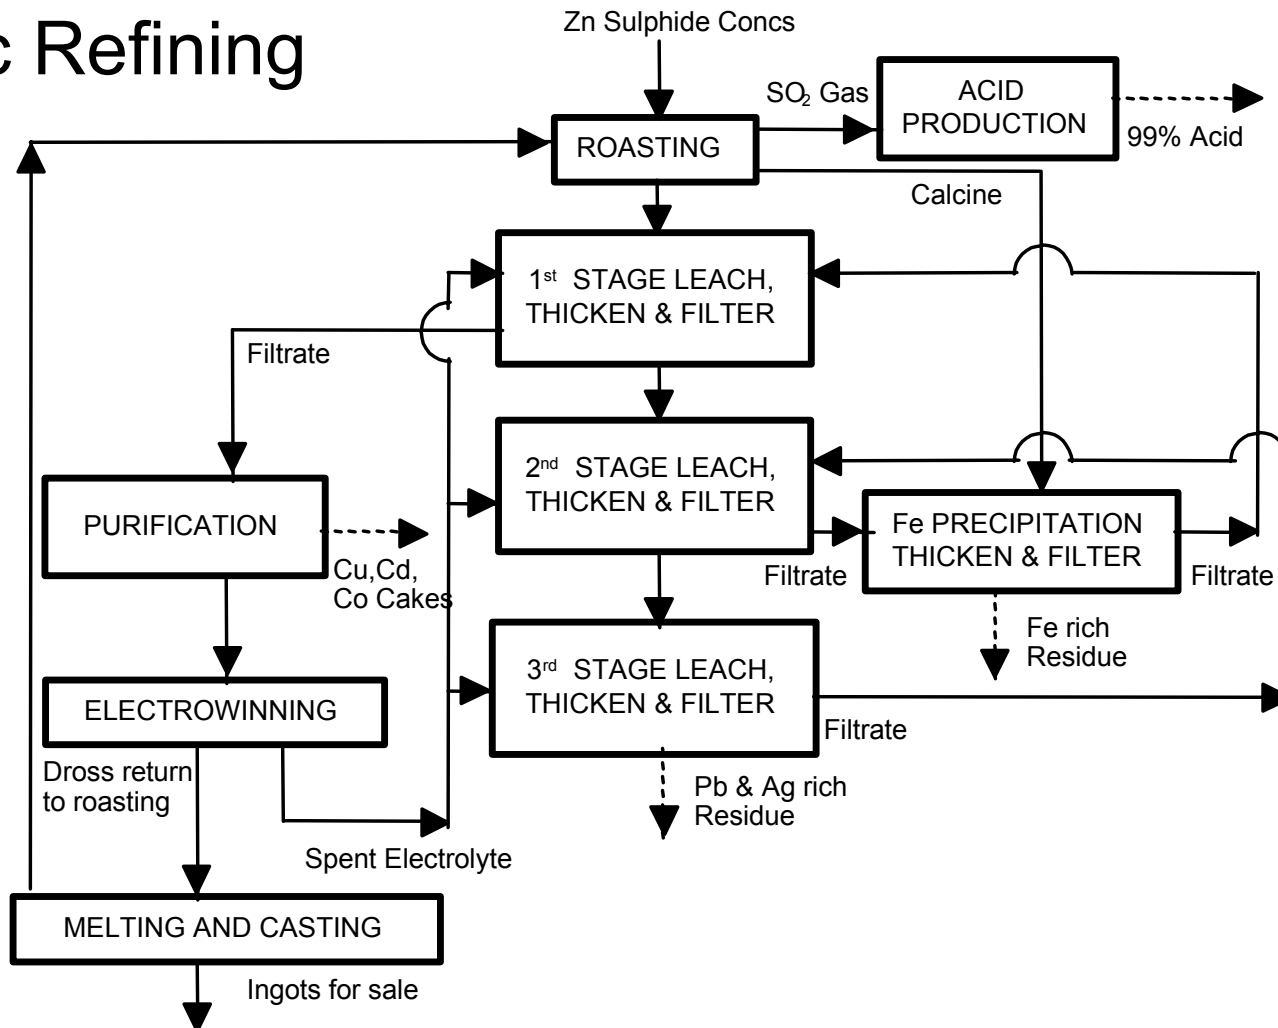 c Refining
Zn Sulphide Concs
SO₂ Gas
ACID
PRODUCTION
99% Acid
ROASTING
Calcine
1st STAGE LEACH,
THICKEN & FILTER
Filtrate
2nd STAGE LEACH,
THICKEN & FILTER
PURIFICATION
Cu,Cd,
Co Cakes
Filtrate
Fe PRECIPITATION
THICKEN & FILTER
Filtrate
Fe rich
Residue
3rd STAGE LEACH,
THICKEN & FILTER
Filtrate
ELECTROWINNING
Dross return
to roasting
Pb & Ag rich
Residue
Spent Electrolyte
MELTING AND CASTING
Ingots for sale